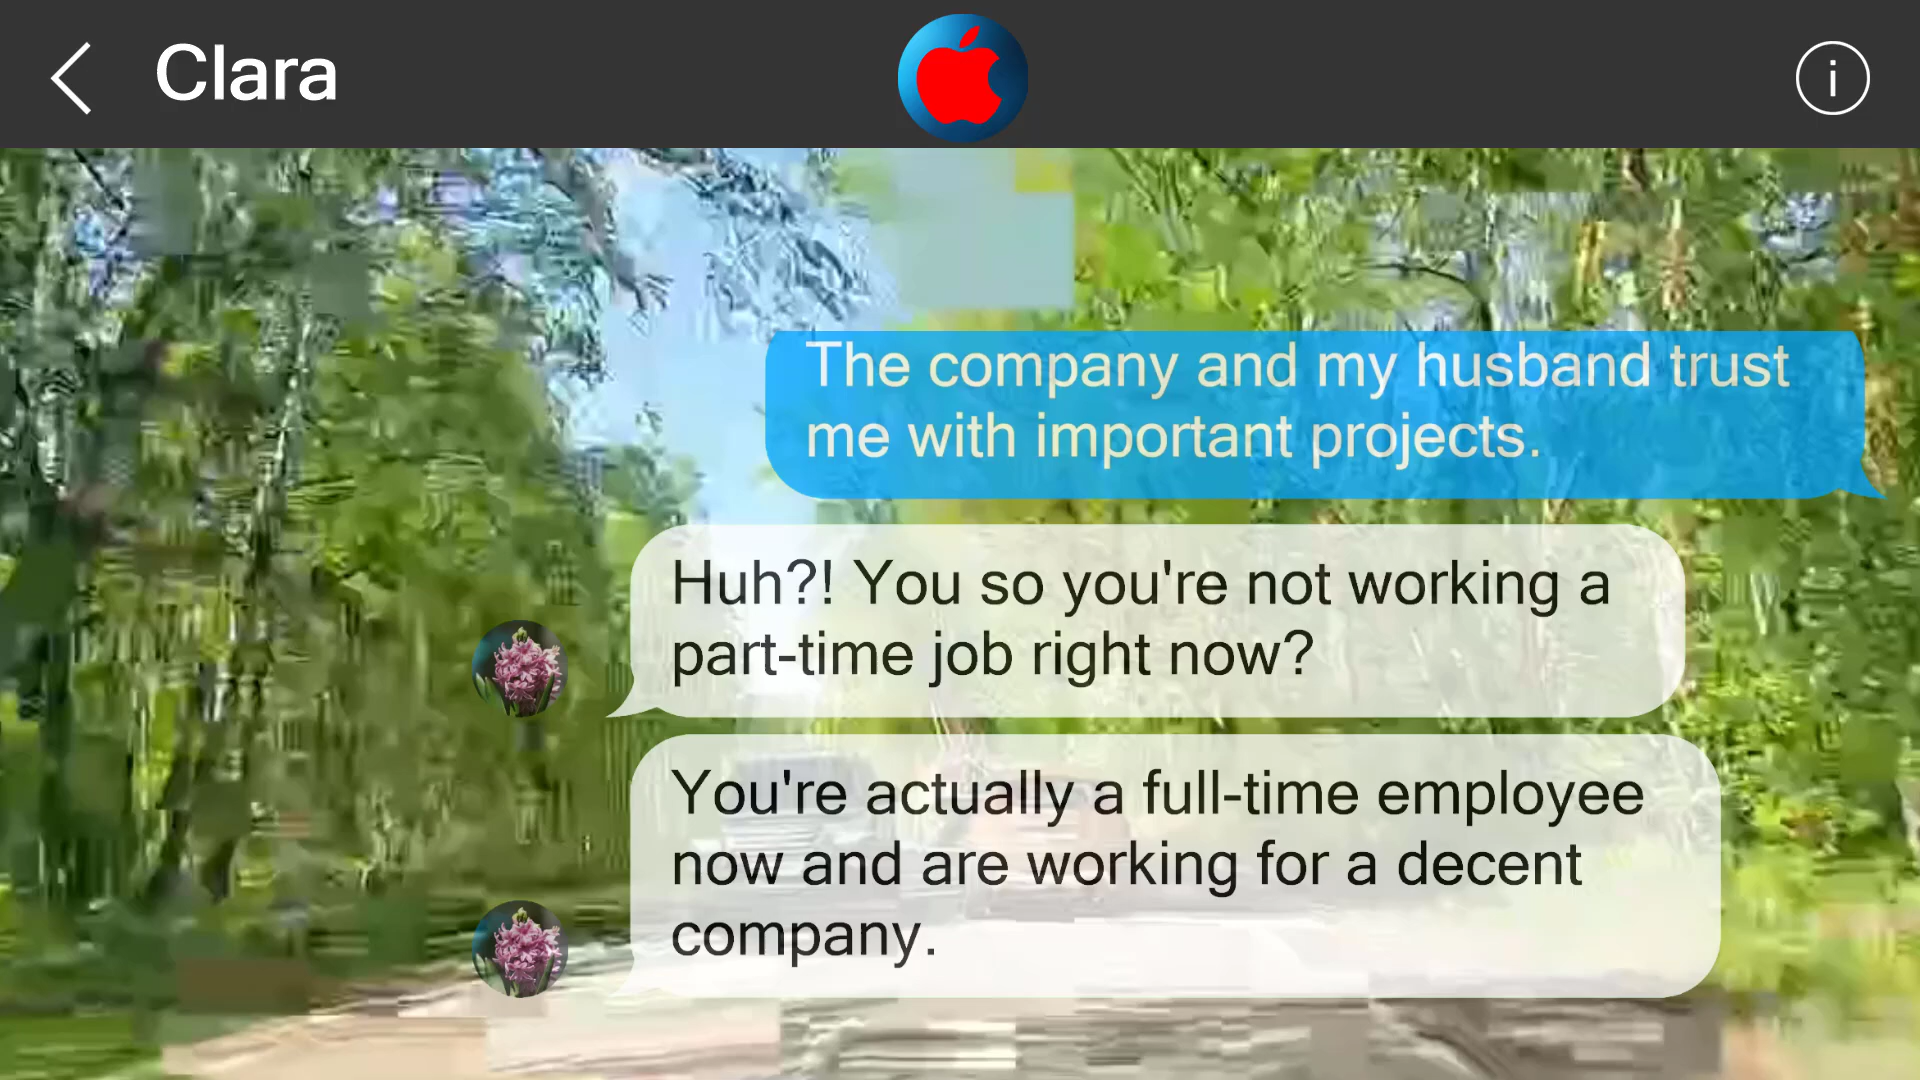 Clara
The company and my husband trust
me with important projects.
Huh?! You so you're not working a
part-time job right now?
You're actually a full-time employee
now and are working for a decent
company.